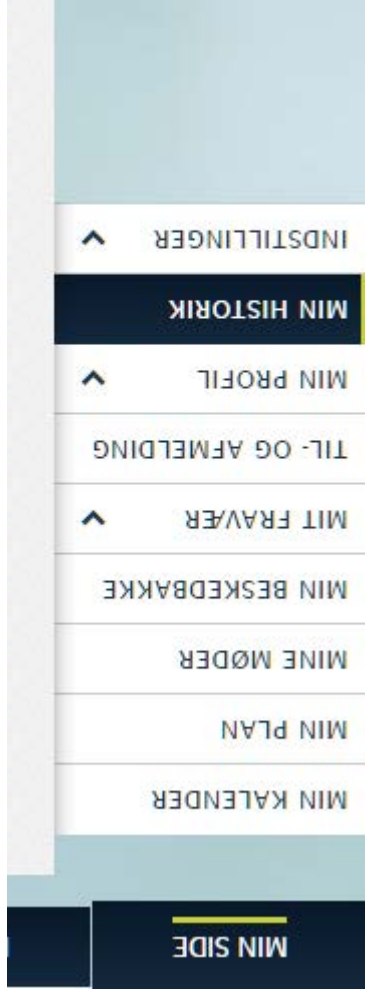 MIN SIDE
MIN KALENDER
MIN PLAN
MINE MØDER
MIN BESKEDBAKKE
MIT FRAVÆR
TIL- OG AFMELDING
MIN PROFIL
MIN HISTORIK
INDSTILLINGER